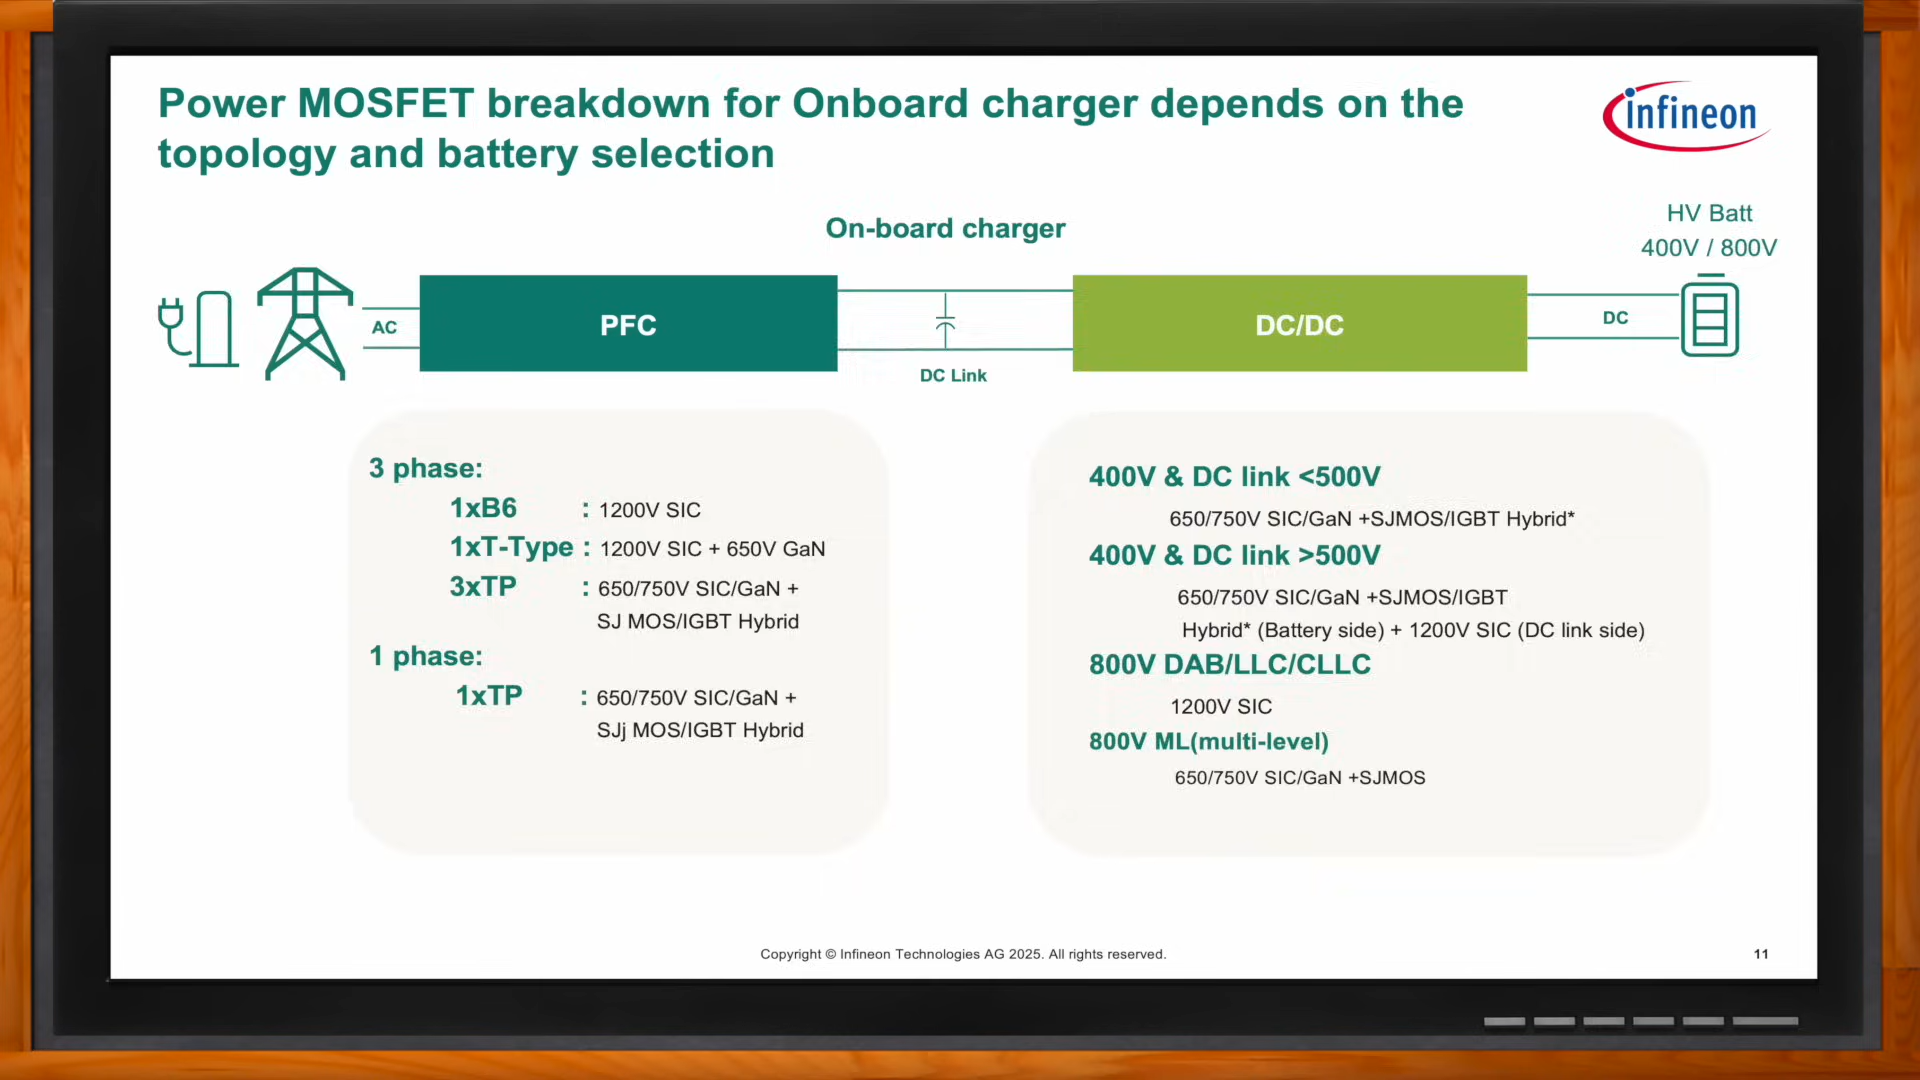 Power MOSFET breakdown for Onboard charger depends on the
topology and battery selection
infineon
On-board charger
HV Batt
400V / 800V
AC
PFC
DC Link
DC/DC
DC
3 phase:
1xB6 : 1200V SIC
1xT-Type : 1200V SIC + 650V GaN
3xTP : 650/750V SIC/GaN +
SJ MOS/IGBT Hybrid
1 phase:
1xTP : 650/750V SIC/GaN +
SJj MOS/IGBT Hybrid
400V & DC link <500V
650/750V SIC/GaN +SJMOS/IGBT Hybrid*
400V & DC link >500V
650/750V SIC/GaN +SJMOS/IGBT
Hybrid* (Battery side) + 1200V SIC (DC link side)
800V DAB/LLC/CLLC
1200V SIC
800V ML(multi-level)
650/750V SIC/GaN +SJMOS
Copyright © Infineon Technologies AG 2025. All rights reserved.
11